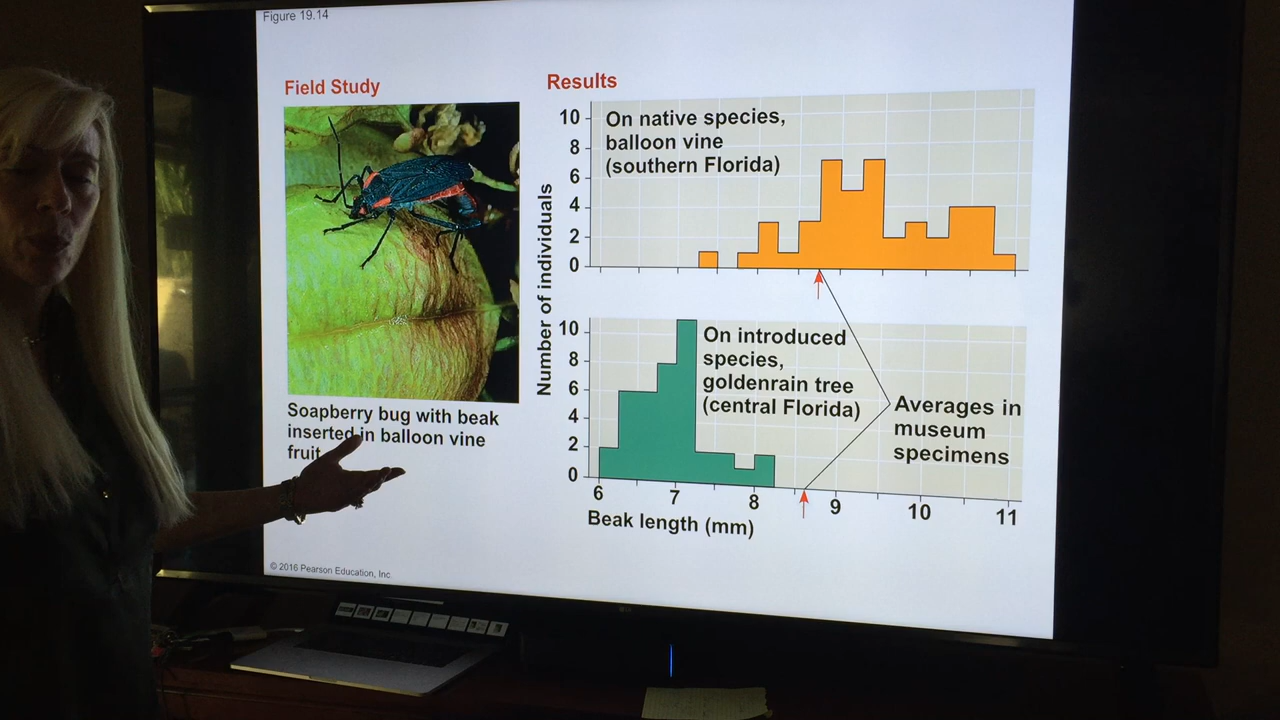 Figure 19.14
Field Study
Soapberry bug with beak
inserted in balloon vine
fruit
Results
Number of individuals
10
8
6
4
2
0
On native species,
balloon vine
(southern Florida)
10
8
6
4
2
0
On introduced
species,
goldenrain tree
(central Florida)
Averages in
museum
specimens
6 7 8 9 10 11
Beak length (mm)
© 2016 Pearson Education, Inc.
LG